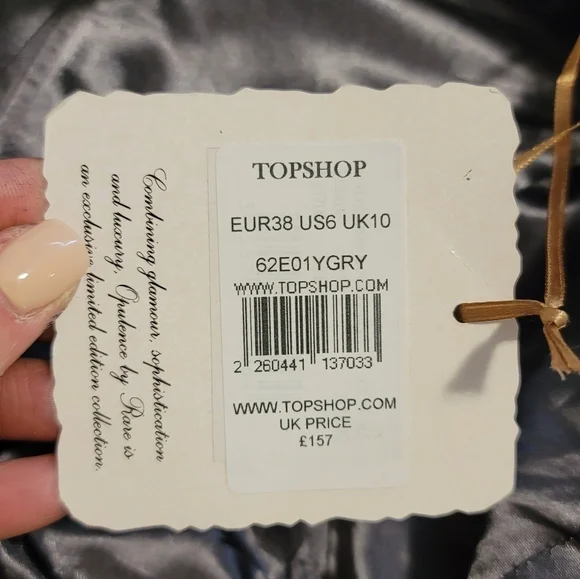 Combining glamour, sophistication
and luxury. Opulence by Rare is
an exclusive limited edition collection.
TOPSHOP
EUR38 US6 UK10
62E01YGRY
WWW.TOPSHOP.COM
2 260441 137033
WWW.TOPSHOP.COM
UK PRICE
£157